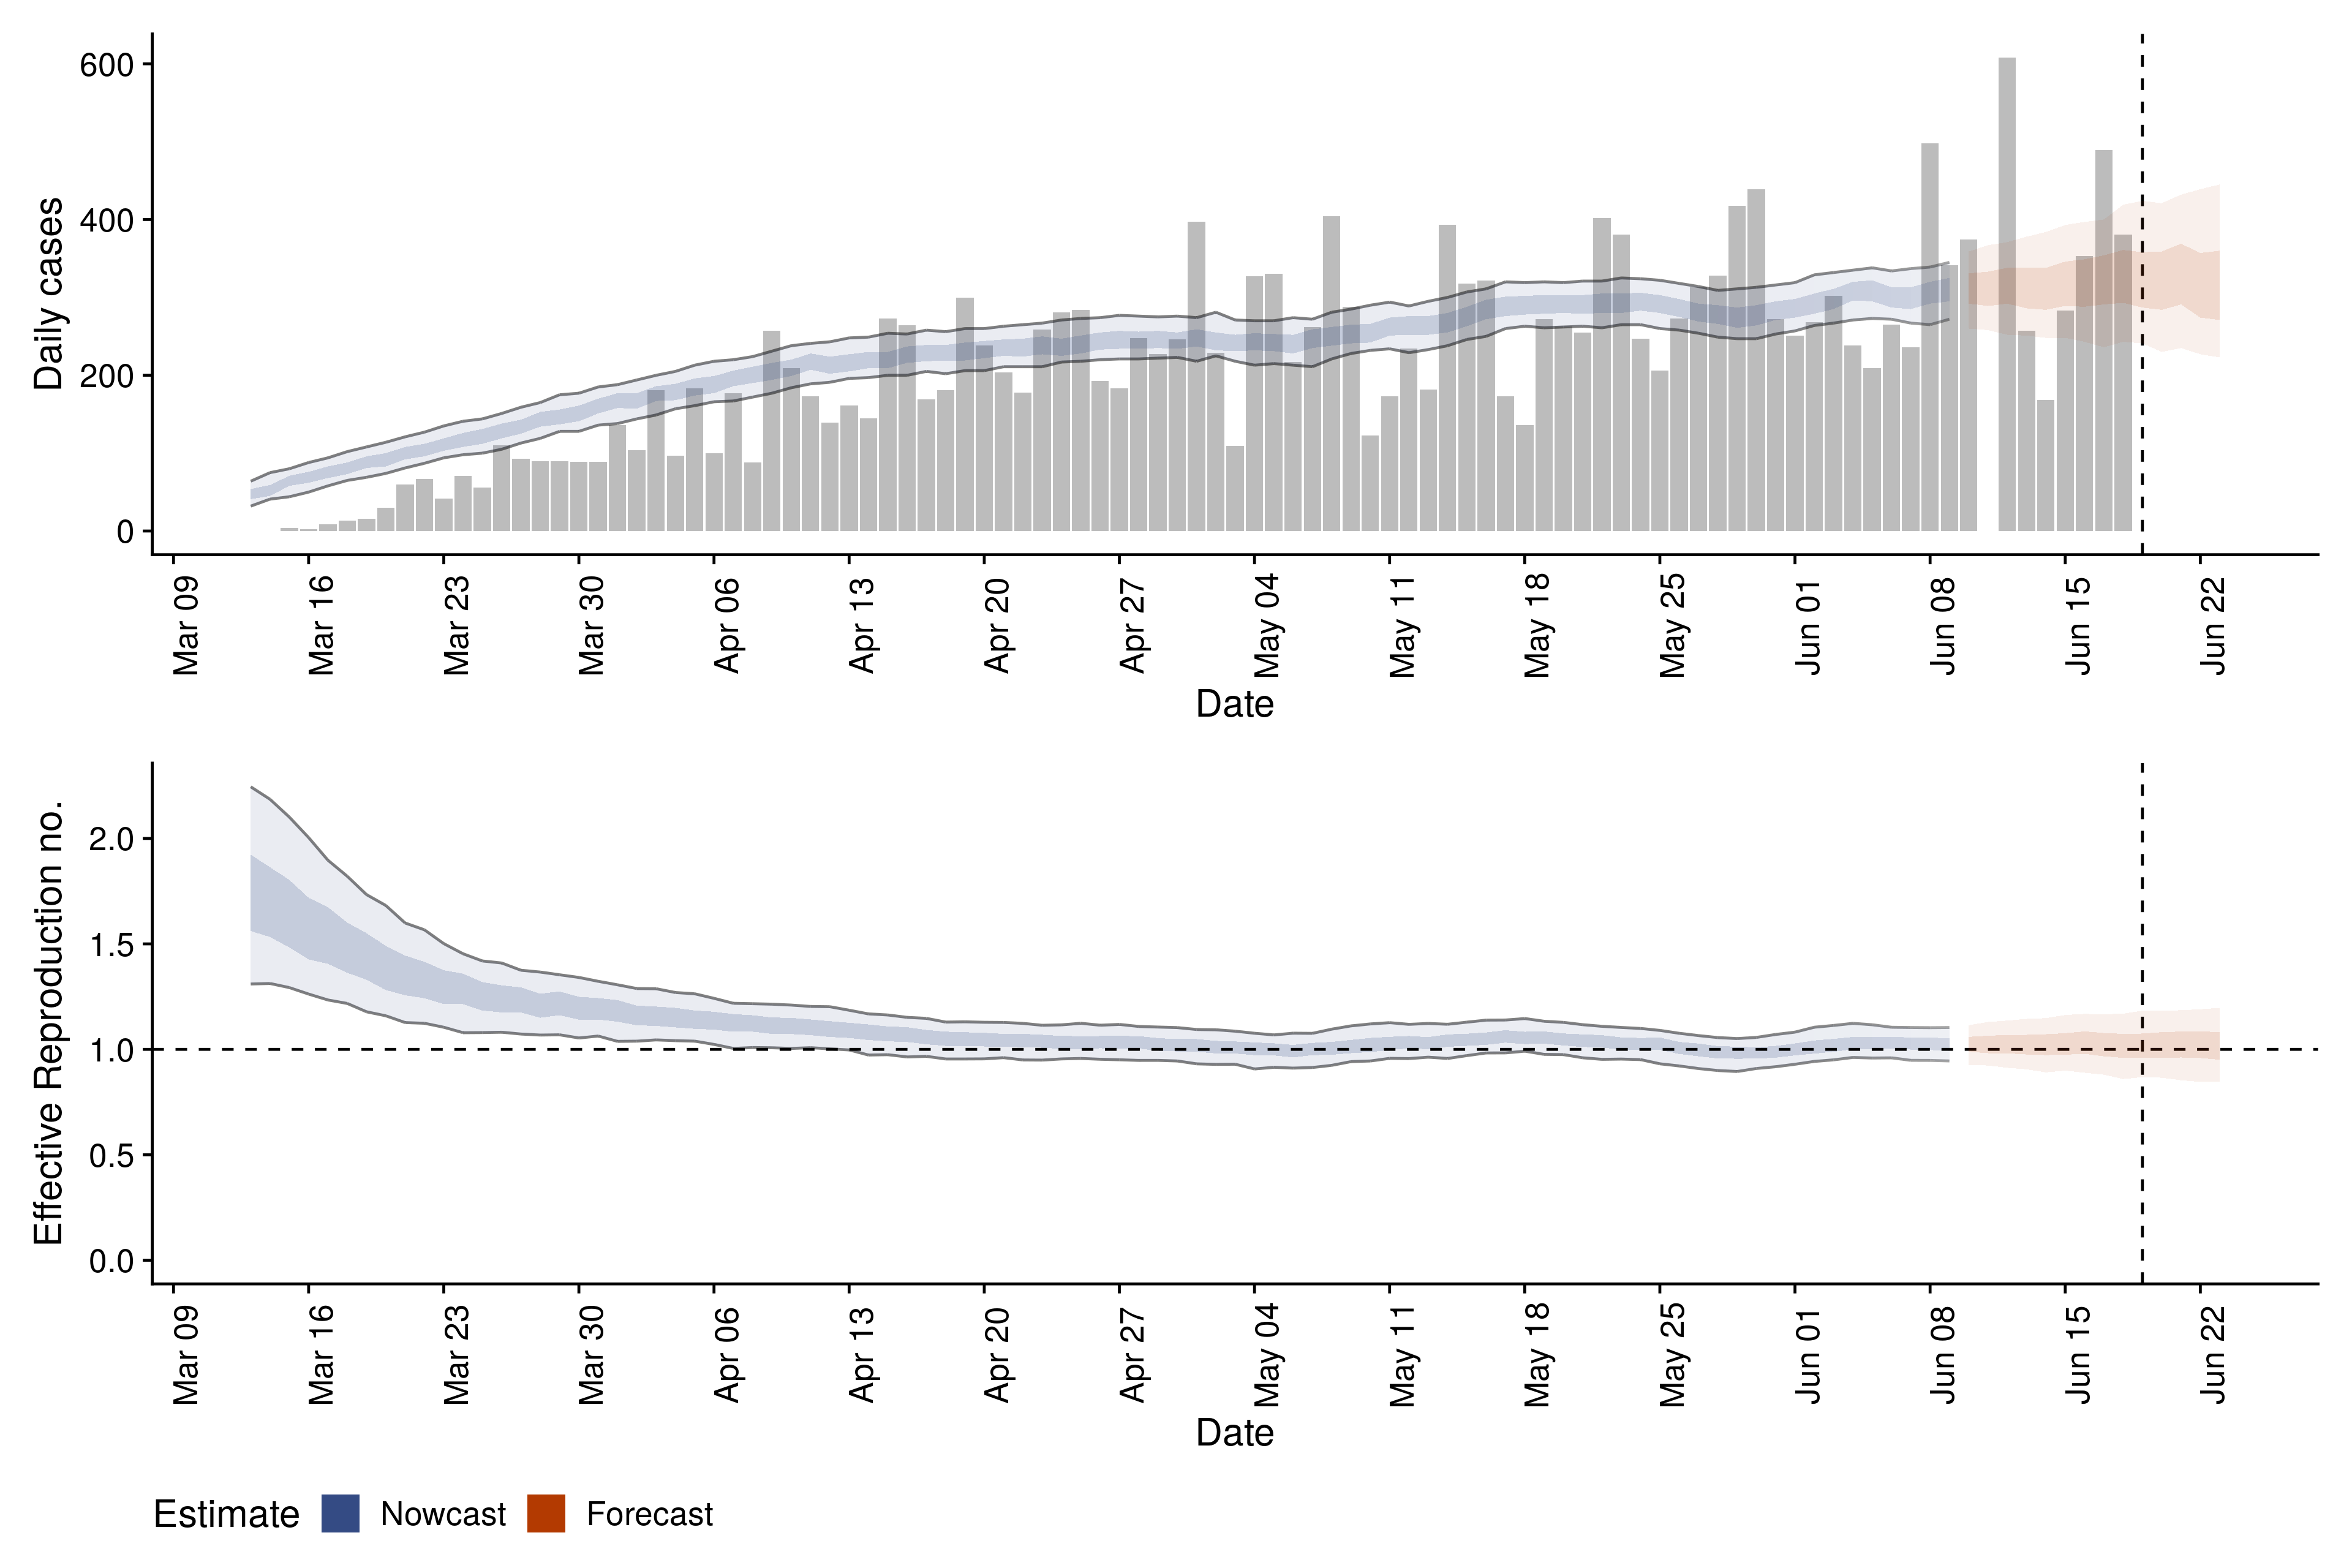 Daily cases
600
400
200
0
Mar 09 Mar 16 Mar 23 Mar 30 Apr 06 Apr 13 Apr 20 Apr 27 May 04 May 11 May 18 May 25 Jun 01 Jun 08 Jun 15 Jun 22
Date
Effective Reproduction no.
2.0
1.5
1.0
0.5
0.0
Mar 09 Mar 16 Mar 23 Mar 30 Apr 06 Apr 13 Apr 20 Apr 27 May 04 May 11 May 18 May 25 Jun 01 Jun 08 Jun 15 Jun 22
Date
Estimate Nowcast Forecast